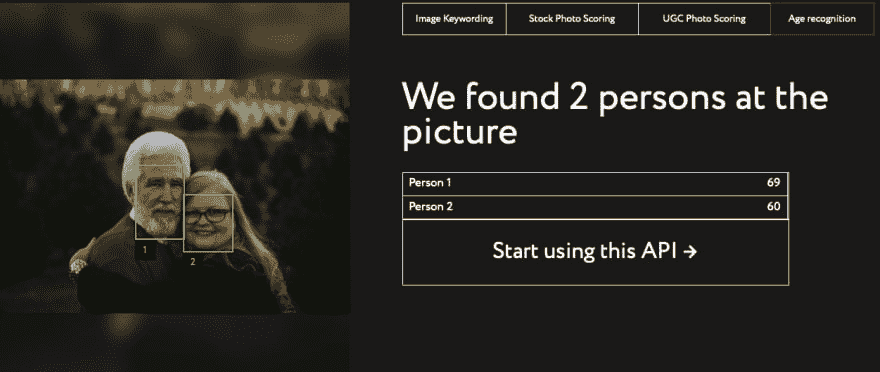 Image Keywording
Stock Photo Scoring
UGC Photo Scoring
Age recognition
We found 2 persons at the
picture
Person 1 69
Person 2 60
Start using this API →
1
2